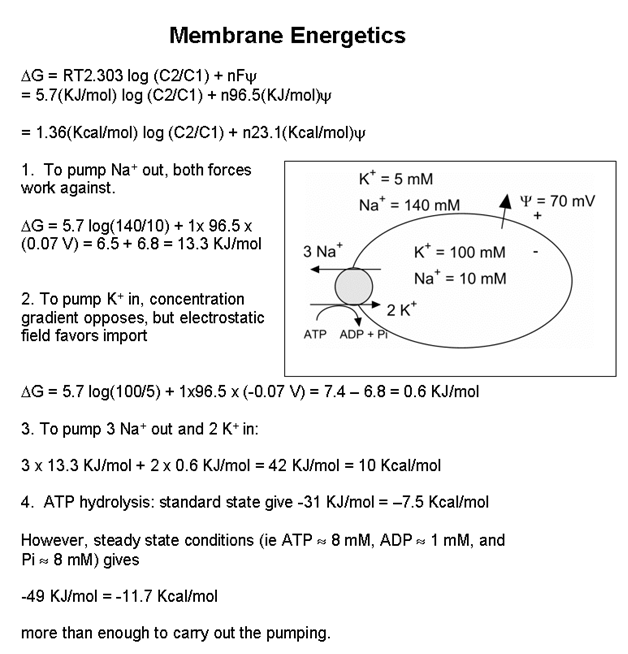 Membrane Energetics
ΔG = RT2.303 log (C2/C1) + nFψ
= 5.7(KJ/mol) log (C2/C1) + n96.5(KJ/mol)ψ
= 1.36(Kcal/mol) log (C2/C1) + n23.1(Kcal/mol)ψ
1. To pump Na⁺ out, both forces
work against.
ΔG = 5.7 log(140/10) + 1x 96.5 x
(0.07 V) = 6.5 + 6.8 = 13.3 KJ/mol
2. To pump K⁺ in, concentration
gradient opposes, but electrostatic
field favors import
K⁺ = 5 mM
Na⁺ = 140 mM
Ψ = 70 mV
+
-
3 Na⁺
K⁺ = 100 mM
Na⁺ = 10 mM
2 K⁺
ATP ADP + Pi
ΔG = 5.7 log(100/5) + 1x96.5 x (-0.07 V) = 7.4 – 6.8 = 0.6 KJ/mol
3. To pump 3 Na⁺ out and 2 K⁺ in:
3 x 13.3 KJ/mol + 2 x 0.6 KJ/mol = 42 KJ/mol = 10 Kcal/mol
4. ATP hydrolysis: standard state give -31 KJ/mol = –7.5 Kcal/mol
However, steady state conditions (ie ATP ≈ 8 mM, ADP ≈ 1 mM, and
Pi ≈ 8 mM) gives
-49 KJ/mol = -11.7 Kcal/mol
more than enough to carry out the pumping.